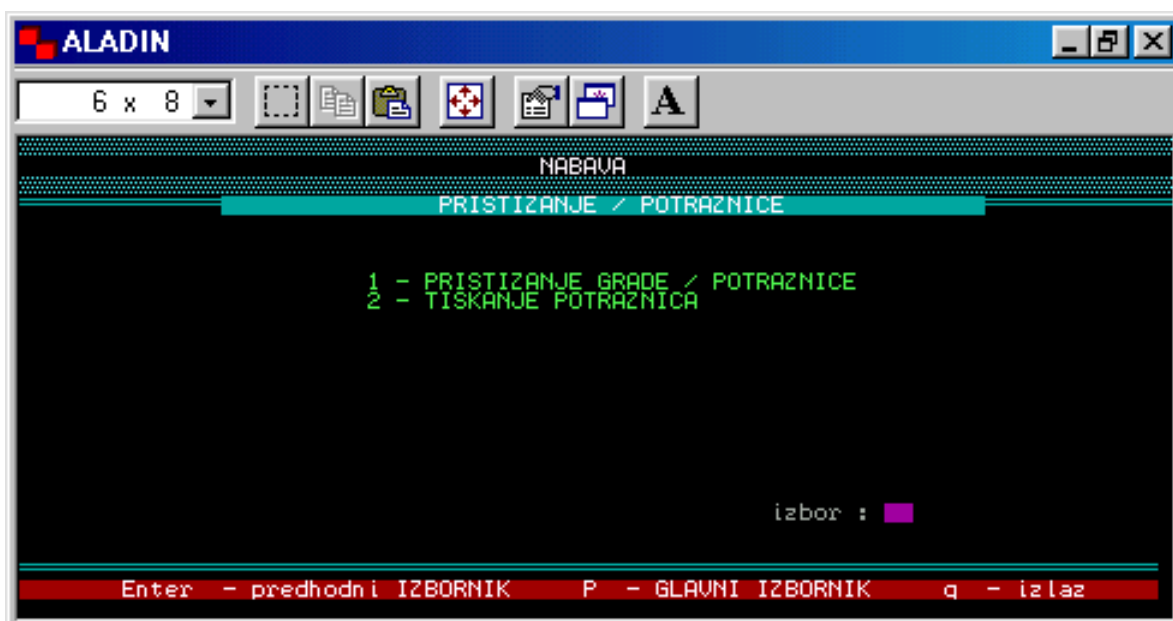 ALADIN
6 x 8 A
NABAVA
PRISTIZANJE / POTRAZNICE
1 - PRISTIZANJE GRADE / POTRAZNICE
2 - TISKANJE POTRAZNICA
izbor :
Enter - predhodni IZBORNIK P - GLAVNI IZBORNIK q - izlaz